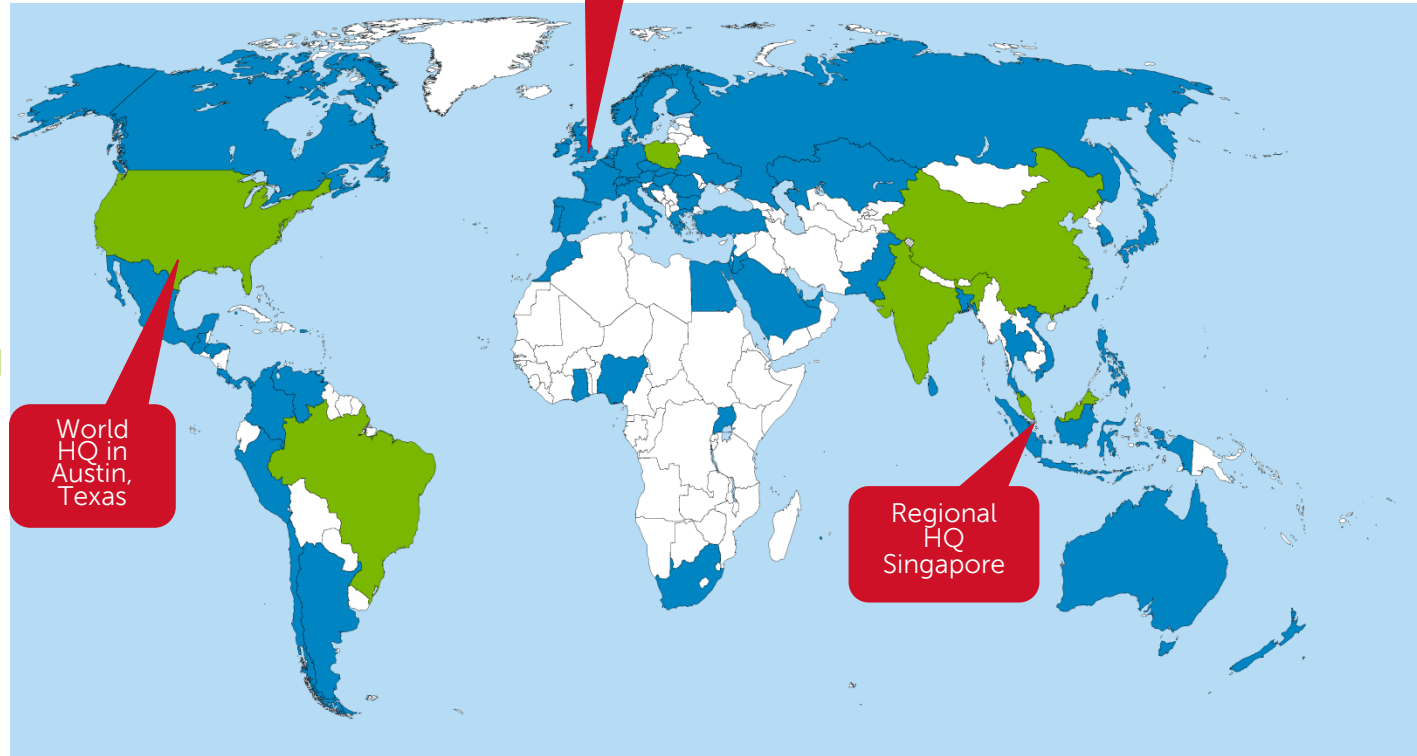 World
HQ in
Austin,
Texas
Regional
HQ
Singapore